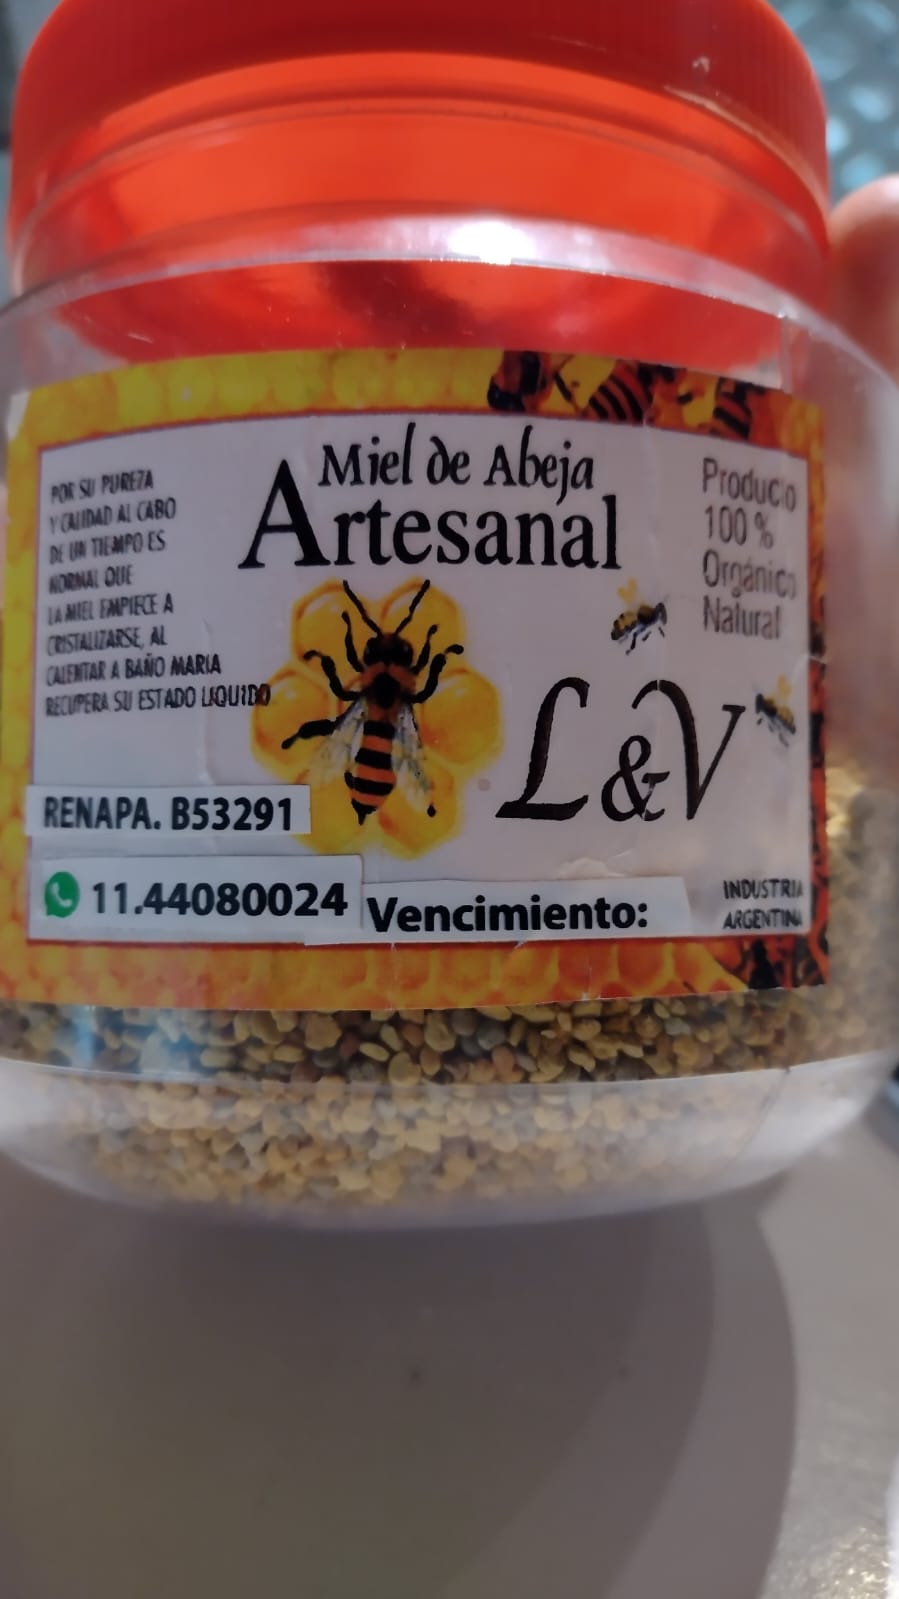 Miel de Abeja
Artesanal
POR SU PUREZA
Y CALIDAD AL CABO
DE UN TIEMPO ES
NORMAL QUE
LA MIEL EMPIECE A
CRISTALIZARSE, AL
CALENTAR A BAÑO MARIA
RECUPERA SU ESTADO LIQUIDO
Producto
100 %
Orgánico
Natural
L&V
RENAPA. B53291
11.44080024
Vencimiento:
INDUSTRIA
ARGENTINA